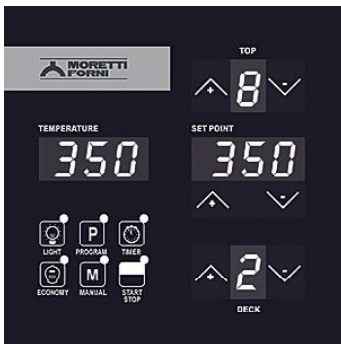 TOP
MORETTI
FORNI
+ 8 -
TEMPERATURE SET POINT
350 350
+ -
P
LIGHT PROGRAM TIMER
M
ECONOMY MANUAL START
STOP
+ 2 -
DECK